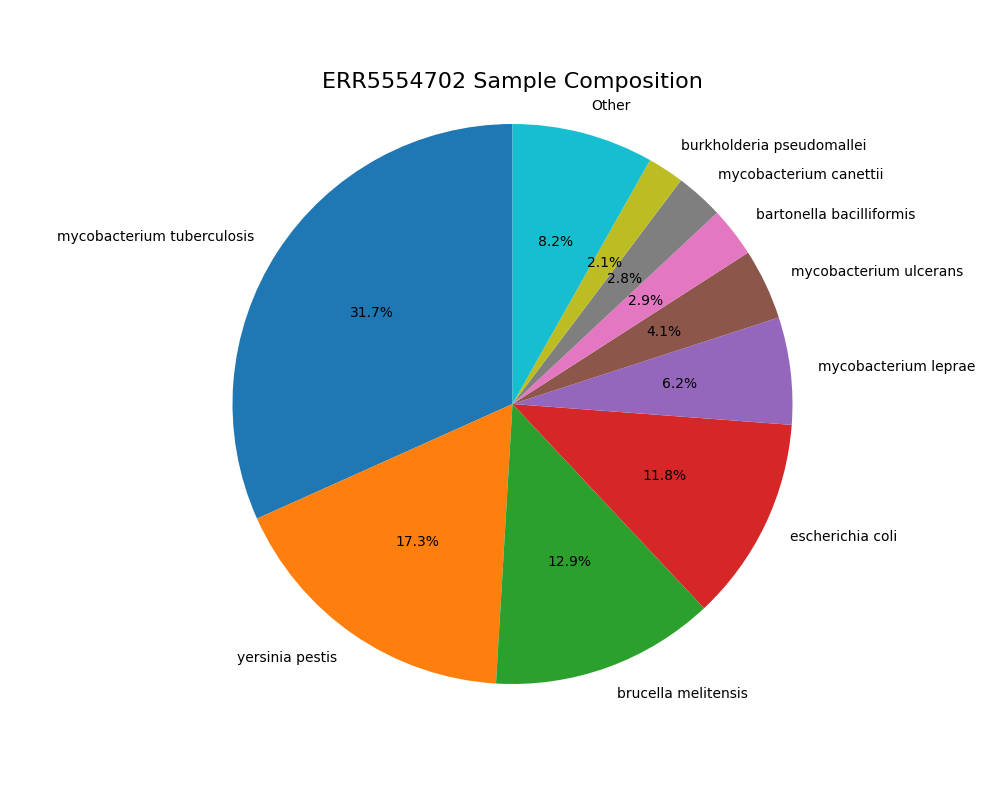 ERR5554702 Sample Composition
Other
burkholderia pseudomallei
mycobacterium canettii
bartonella bacilliformis
mycobacterium tuberculosis
8.2%
2.1%
mycobacterium ulcerans
2.8%
2.9%
31.7%
4.1%
mycobacterium leprae
6.2%
11.8%
escherichia coli
17.3%
12.9%
yersinia pestis
brucella melitensis